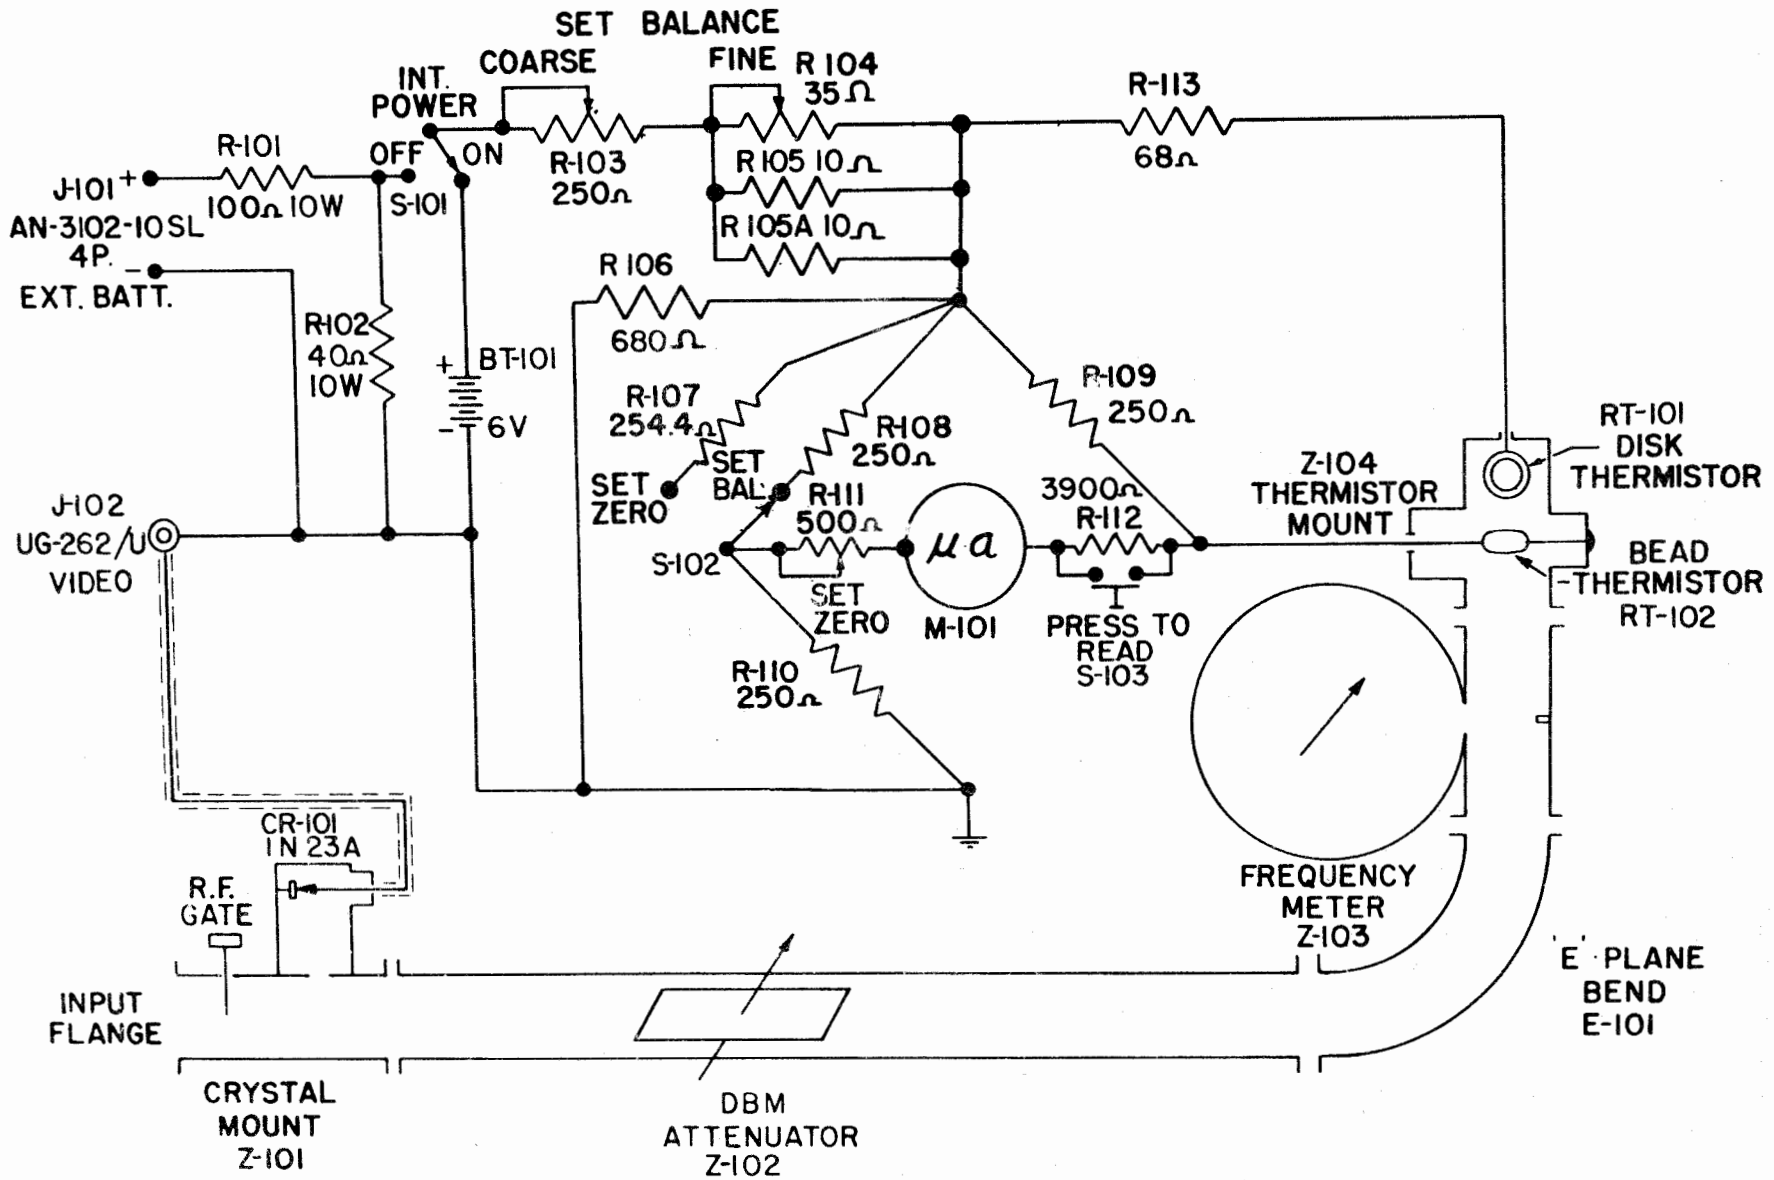 SET BALANCE
COARSE
FINE
R 104
35Ω
INT.
POWER
OFF
ON
S-101
R-101
100Ω 10W
J-101 +
AN-3102-10SL
4P.
-
EXT. BATT.
R-103
250Ω
R 105 10Ω
R 105A 10Ω
R-113
68Ω
R 106
680Ω
R-102
40Ω
10W
+
BT-101
-
6V
R-107
254.4Ω
SET
ZERO
SET
BAL.
R-108
250Ω
R-109
250Ω
R-111
500Ω
S-102
SET
ZERO
μa
M-101
3900Ω
R-112
PRESS TO
READ
S-103
R-110
250Ω
Z-104
THERMISTOR
MOUNT
RT-101
DISK
THERMISTOR
BEAD
THERMISTOR
RT-102
J-102
UG-262/U
VIDEO
CR-101
1N 23A
R.F.
GATE
INPUT
FLANGE
CRYSTAL
MOUNT
Z-101
DBM
ATTENUATOR
Z-102
FREQUENCY
METER
Z-103
'E' PLANE
BEND
E-101